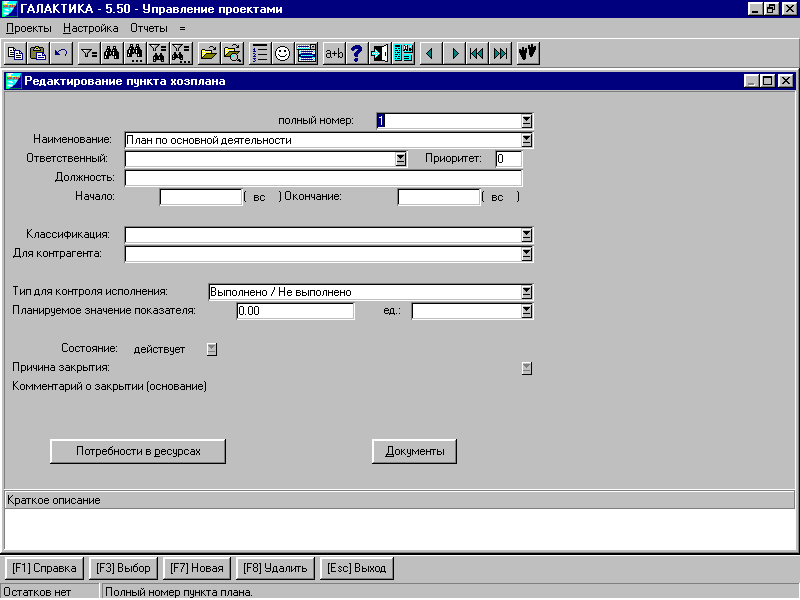 ГАЛАКТИКА - 5.50 - Управление проектами
Проекты Настройка Отчеты =
a+b ?
Редактирование пункта хозплана
полный номер: 1
Наименование: План по основной деятельности
Ответственный: Приоритет: 0
Должность:
Начало: ( вс ) Окончание: ( вс )
Классификация:
Для контрагента:
Тип для контроля исполнения: Выполнено / Не выполнено
Планируемое значение показателя: 0.00 ед.:
Состояние: действует
Причина закрытия:
Комментарий о закрытии (основание)
Потребности в ресурсах Документы
Краткое описание
[F1] Справка [F3] Выбор [F7] Новая [F8] Удалить [Esc] Выход
Остатков нет Полный номер пункта плана.